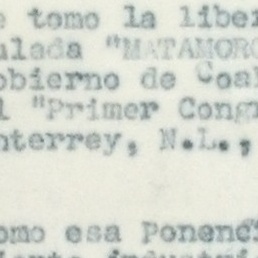 e tomo la liber
ulada "MATAMORO
obierno de Coa
l "Primer Cong
nterrey, N.L.,
omo esa Ponenc